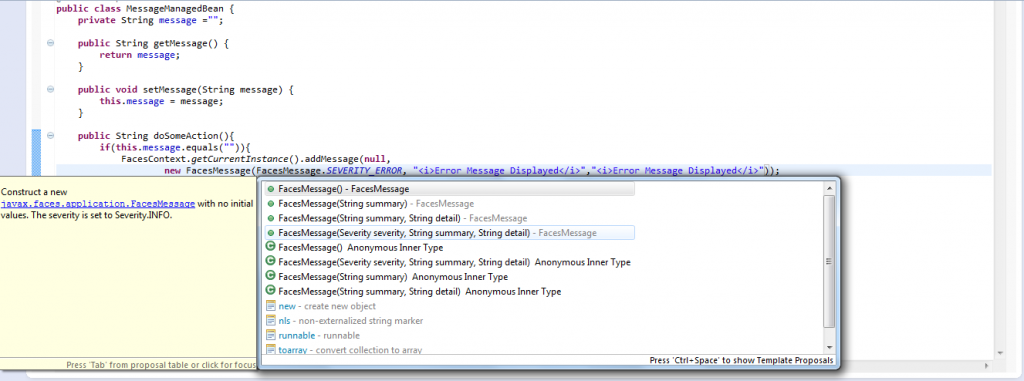 public class MessageManagedBean {
private String message ="";
public String getMessage() {
return message;
}
public void setMessage(String message) {
this.message = message;
}
public String doSomeAction(){
if(this.message.equals("")){
FacesContext.getCurrentInstance().addMessage(null,
new FacesMessage(FacesMessage.SEVERITY_ERROR, "<i>Error Message Displayed</i>","<i>Error Message Displayed</i>"));
Construct a new
javax.faces.application.FacesMessage with no initial
values. The severity is set to Severity.INFO.
Press 'Tab' from proposal table or click for focus
FacesMessage() - FacesMessage
FacesMessage(String summary) - FacesMessage
FacesMessage(String summary, String detail) - FacesMessage
FacesMessage(Severity severity, String summary, String detail) - FacesMessage
FacesMessage() Anonymous Inner Type
FacesMessage(Severity severity, String summary, String detail) Anonymous Inner Type
FacesMessage(String summary) Anonymous Inner Type
FacesMessage(String summary, String detail) Anonymous Inner Type
new - create new object
nls - non-externalized string marker
runnable - runnable
toarray - convert collection to array
Press 'Ctrl+Space' to show Template Proposals